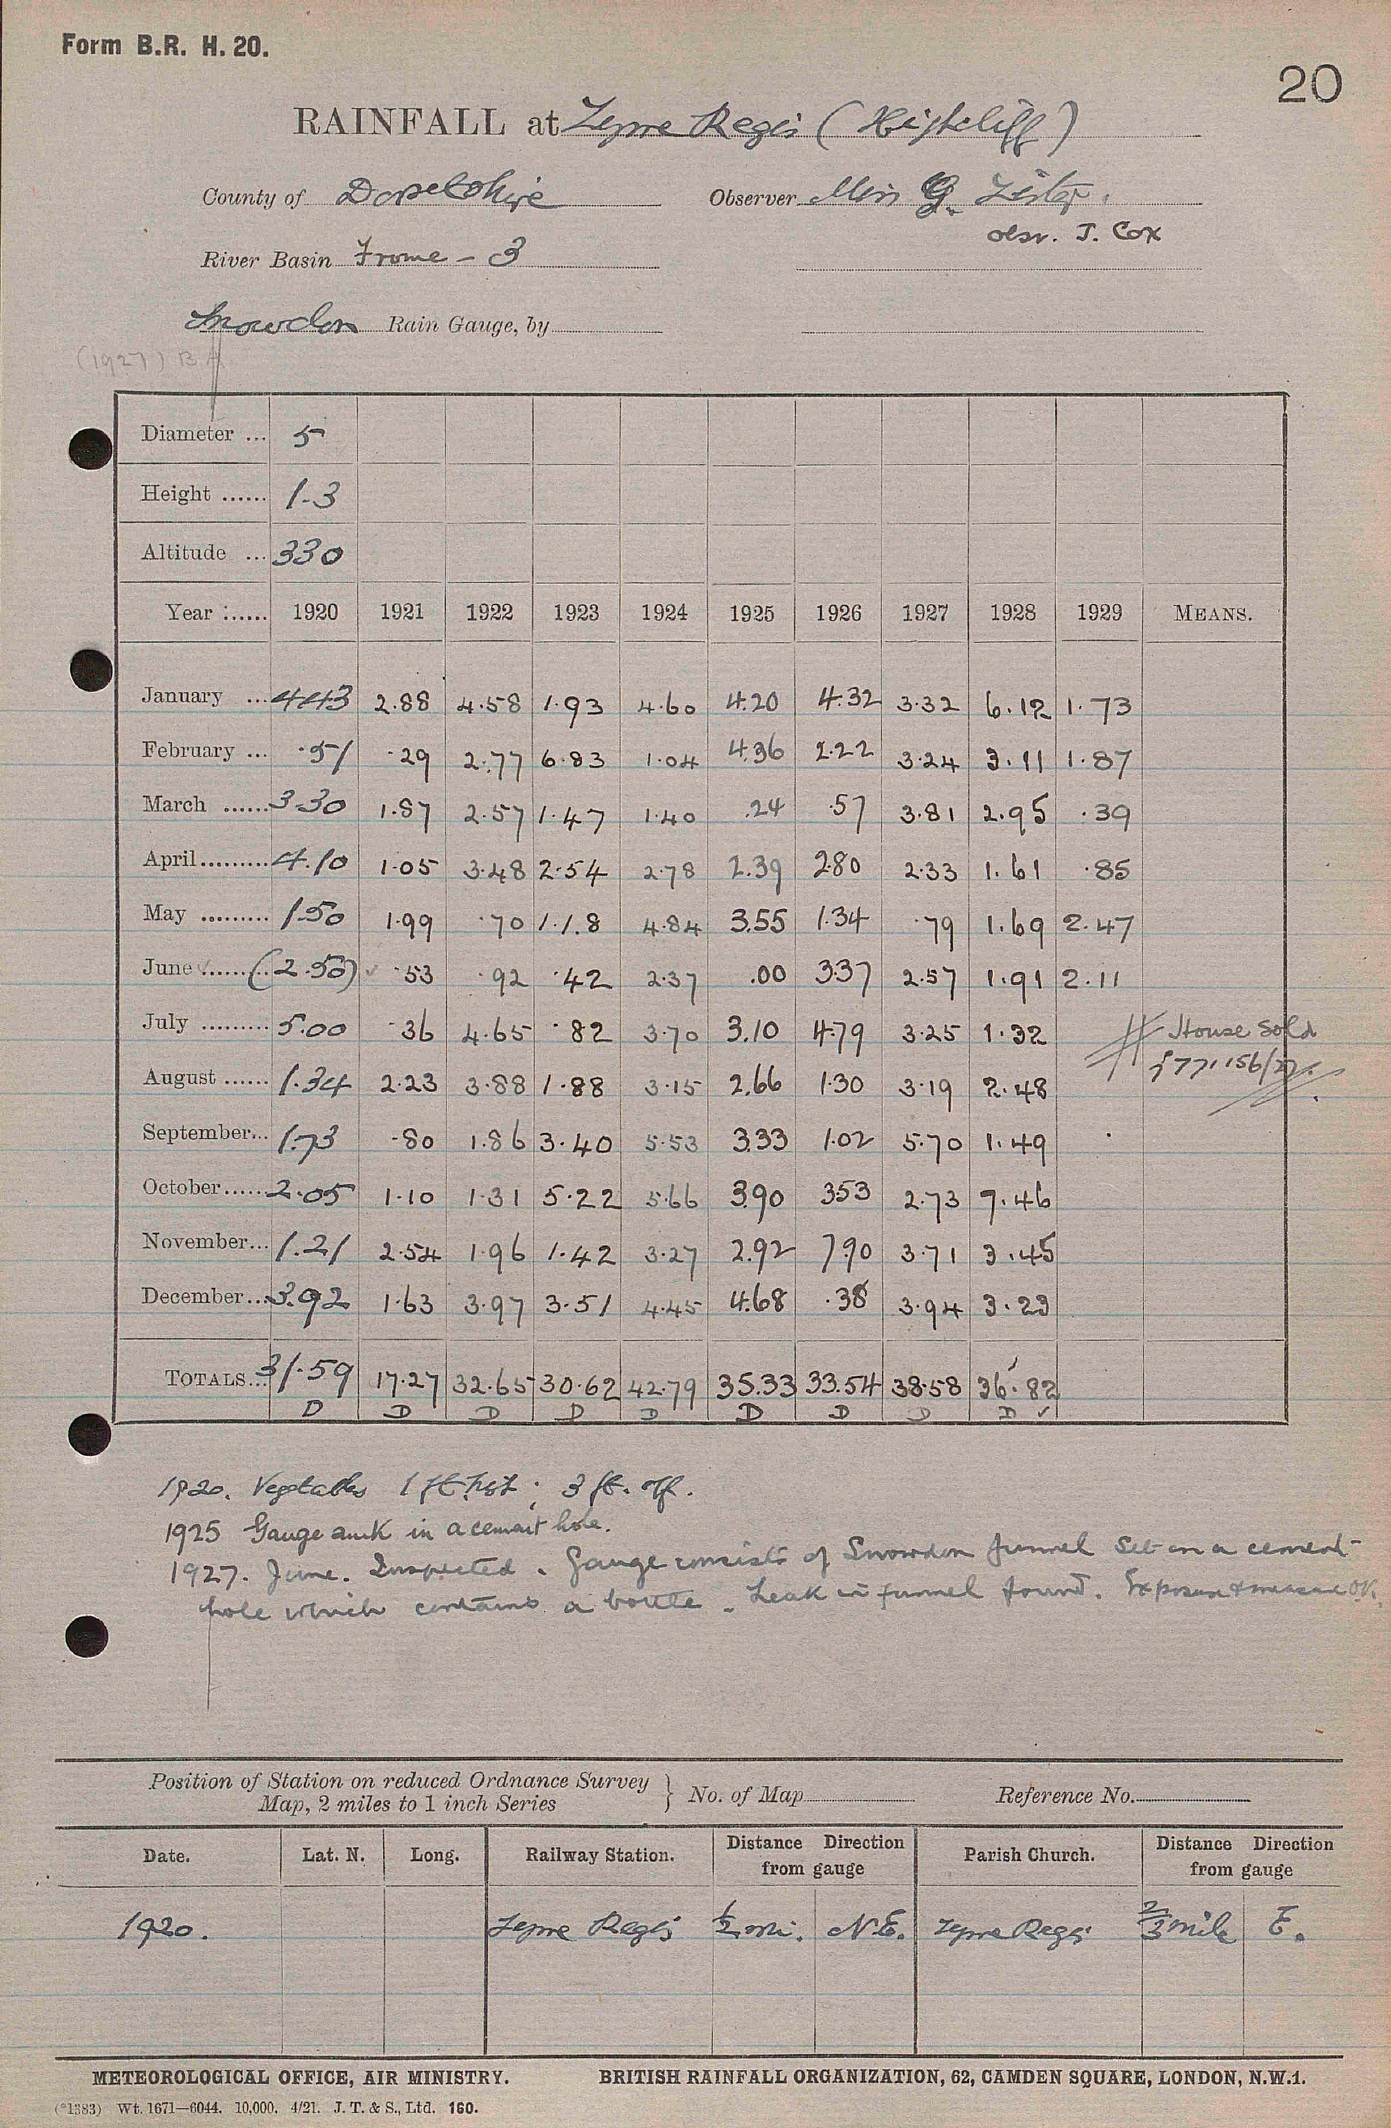 Form B.R. H. 20.
20
RAINFALL at Lyme Regis (Highcliff)
County of Dorsetshire Observer Miss G. Lister.
obsr. J. Cox
River Basin Frome - 3
Snowdon Rain Gauge, by
(1927) B A
Diameter ... 5
Height ...... 1-3
Altitude ... 330
Year :...... 1920 1921 1922 1923 1924 1925 1926 1927 1928 1929 MEANS.
January ... 4.43 2.88 4.58 1.93 4.60 4.20 4.32 3.32 6.12 1.73
February ... .51 .29 2.77 6.83 1.04 4.36 2.22 3.24 3.11 1.87
March ...... 3.30 1.87 2.57 1.47 1.40 .24 .57 3.81 2.95 .39
April ......... 4.10 1.05 3.48 2.54 2.78 2.39 2.80 2.33 1.61 .85
May ......... 1.50 1.99 .70 1.18 4.84 3.55 1.34 .79 1.69 2.47
June ......... (2.50) .53 .92 .42 2.37 .00 3.37 2.57 1.91 2.11
July ......... 5.00 .36 4.65 .82 3.70 3.10 4.79 3.25 1.32 House Sold
August ...... 1.34 2.23 3.88 1.88 3.15 2.66 1.30 3.19 2.48
September... 1.73 .80 1.86 3.40 5.53 3.33 1.02 5.70 1.49
October...... 2.05 1.10 1.31 5.22 5.66 3.90 3.53 2.73 7.46
November... 1.21 2.54 1.96 1.42 3.27 2.92 7.90 3.71 3.45
December... 3.92 1.63 3.97 3.51 4.45 4.68 .38 3.94 3.23
TOTALS... 31.59 17.27 32.65 30.62 42.79 35.33 33.54 38.58 36.82
D D D D D D D D D ✓
1920. Vegetables 1 ft high; 3 ft. off.
1925 Gauge sunk in a cement hole.
1927. June. Inspected. Gauge consists of Snowdon funnel set in a cement
hole which contains a bottle. Leak in funnel found. Exposure & measure OK.
Position of Station on reduced Ordnance Survey
Map, 2 miles to 1 inch Series } No. of Map Reference No.
Date. Lat. N. Long. Railway Station. Distance Direction from gauge Parish Church. Distance Direction from gauge
1920. Lyme Regis 1/2 mi. N.E. Lyme Regis 2/3 mile E.
METEOROLOGICAL OFFICE, AIR MINISTRY. BRITISH RAINFALL ORGANIZATION, 62, CAMDEN SQUARE, LONDON, N.W.1.
(*1383) Wt. 1671—6044. 10,000. 4/21. J. T. & S., Ltd. 160.